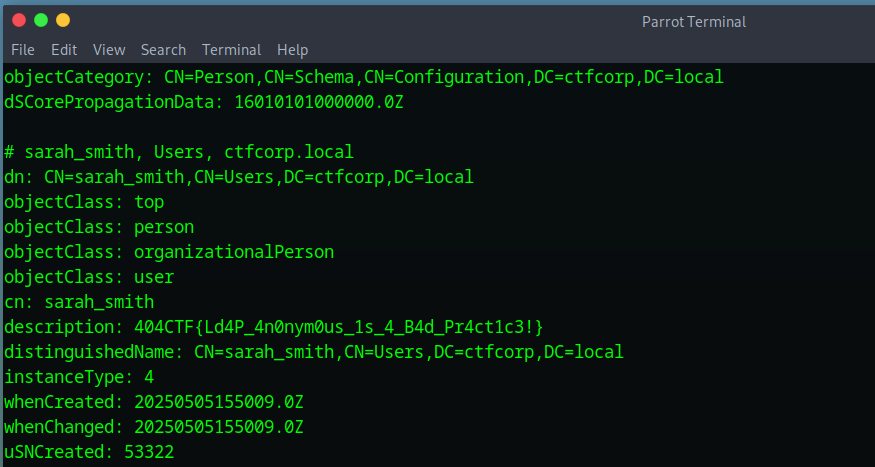 Parrot Terminal
File Edit View Search Terminal Help
objectCategory: CN=Person,CN=Schema,CN=Configuration,DC=ctfcorp,DC=local
dSCorePropagationData: 16010101000000.0Z
# sarah_smith, Users, ctfcorp.local
dn: CN=sarah_smith,CN=Users,DC=ctfcorp,DC=local
objectClass: top
objectClass: person
objectClass: organizationalPerson
objectClass: user
cn: sarah_smith
description: 404CTF{Ld4P_4n0nym0us_1s_4_B4d_Pr4ct1c3!}
distinguishedName: CN=sarah_smith,CN=Users,DC=ctfcorp,DC=local
instanceType: 4
whenCreated: 20250505155009.0Z
whenChanged: 20250505155009.0Z
uSNCreated: 53322